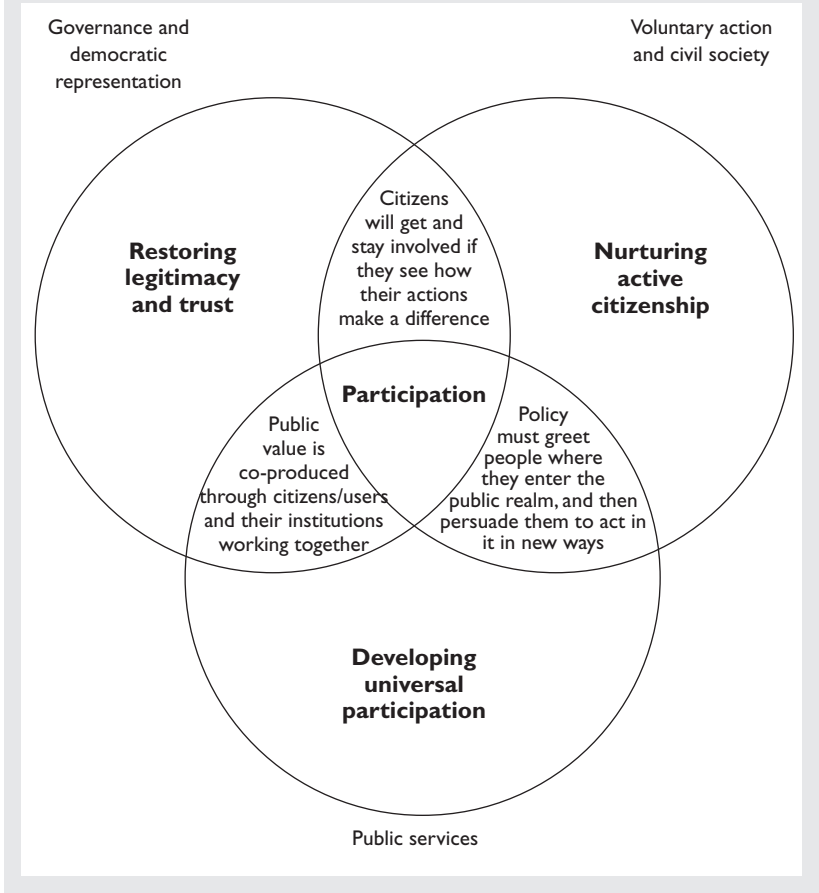 Governance and
democratic
representation
Voluntary action
and civil society
Citizens
will get and
stay involved if
they see how
their actions
make a difference
Restoring
legitimacy
and trust
Nurturing
active
citizenship
Participation
Public
value is
co-produced
through citizens/users
and their institutions
working together
Policy
must greet
people where
they enter the
public realm, and then
persuade them to act in
it in new ways
Developing
universal
participation
Public services